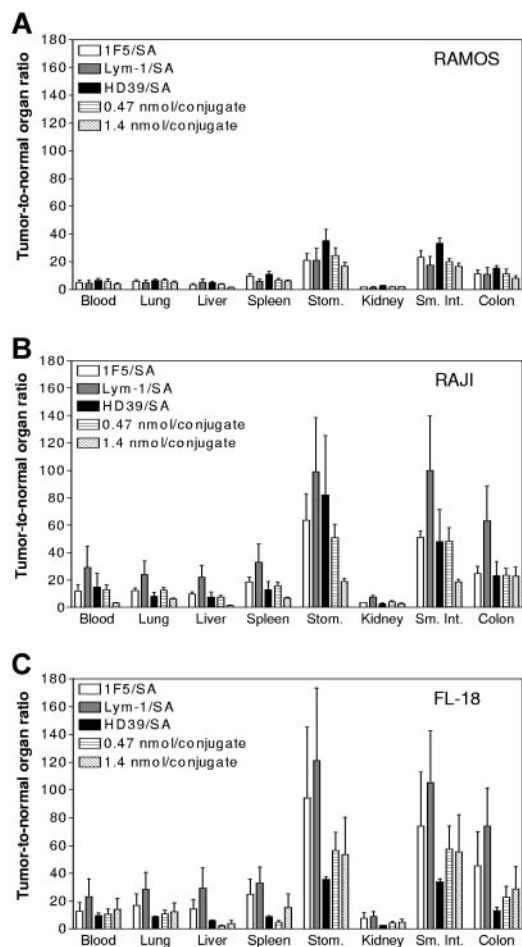 A
RAMOS
Tumor-to-normal organ ratio
180
160
140
120
100
80
60
40
20
0
1F5/SA
Lym-1/SA
HD39/SA
0.47 nmol/conjugate
1.4 nmol/conjugate
Blood Lung Liver Spleen Stom. Kidney Sm. Int. Colon
B
RAJI
Tumor-to-normal organ ratio
180
160
140
120
100
80
60
40
20
0
1F5/SA
Lym-1/SA
HD39/SA
0.47 nmol/conjugate
1.4 nmol/conjugate
Blood Lung Liver Spleen Stom. Kidney Sm. Int. Colon
C
FL-18
Tumor-to-normal organ ratio
180
160
140
120
100
80
60
40
20
0
1F5/SA
Lym-1/SA
HD39/SA
0.47 nmol/conjugate
1.4 nmol/conjugate
Blood Lung Liver Spleen Stom. Kidney Sm. Int. Colon